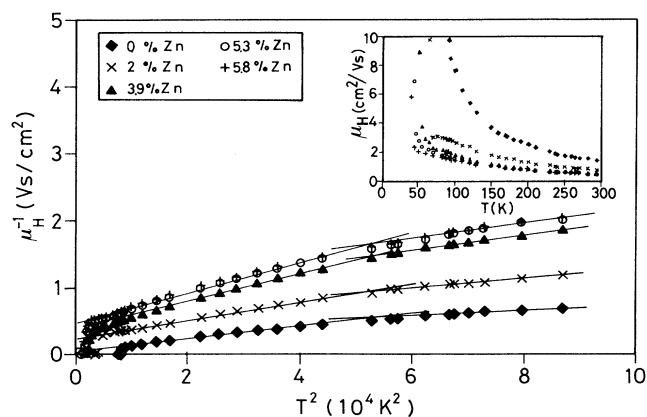 5
4
3
2
1
0
0 2 4 6 8 10
μ_H^-1 (Vs/cm²)
T² (10⁴ K²)
0 % Zn
2 % Zn
3.9% Zn
5.3 % Zn
5.8 % Zn
10
8
6
4
2
0
0 50 100 150 200 250 300
μ_H (cm²/Vs)
T(K)